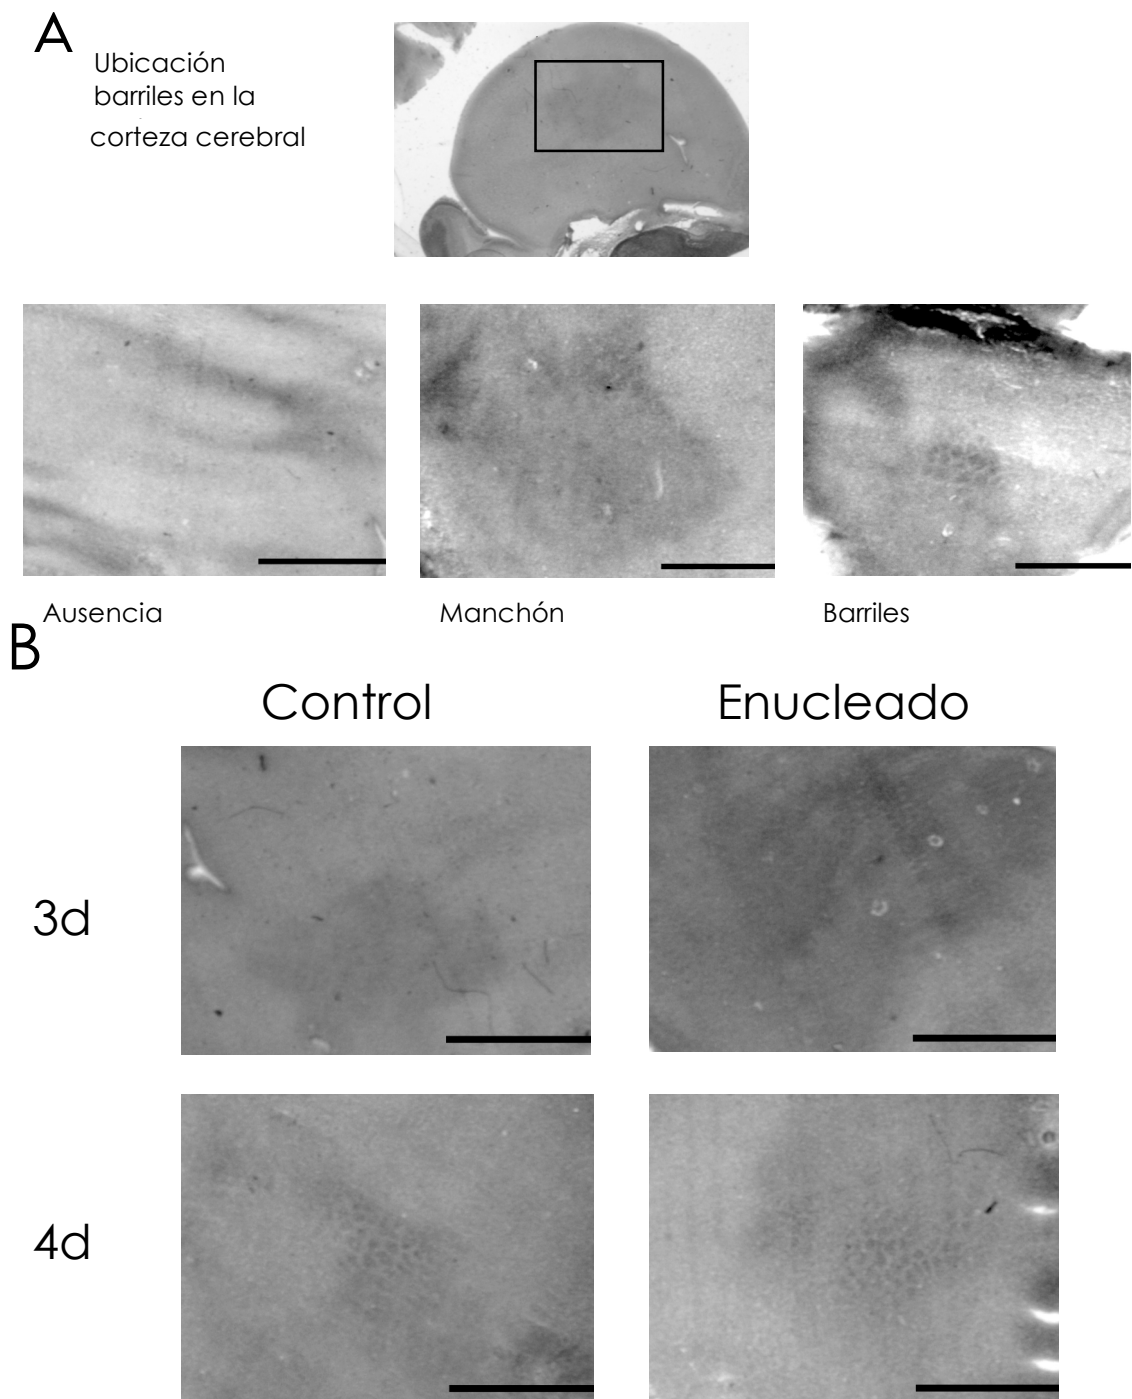 A
Ubicación
barriles en la
corteza cerebral
Ausencia
Manchón
Barriles
B
Control
Enucleado
3d
4d